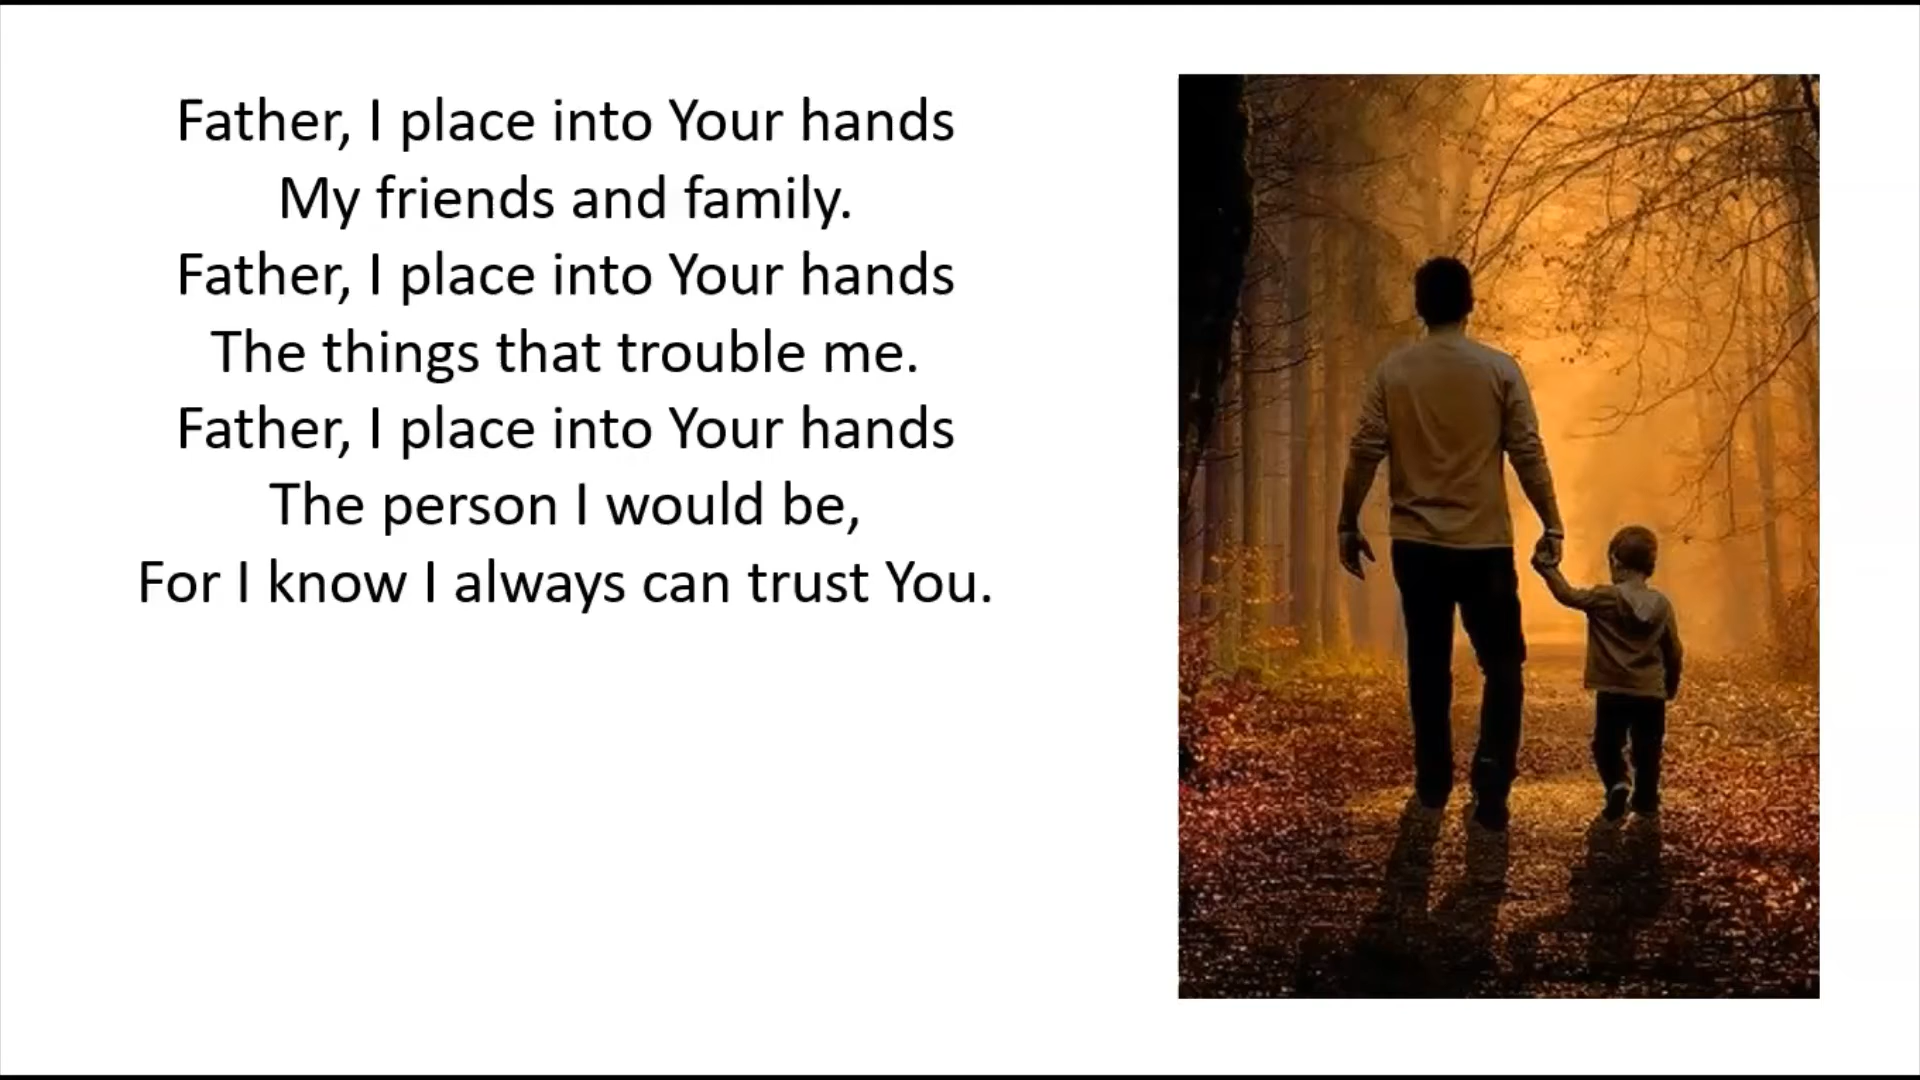 Father, I place into Your hands
My friends and family.
Father, I place into Your hands
The things that trouble me.
Father, I place into Your hands
The person I would be,
For I know I always can trust You.